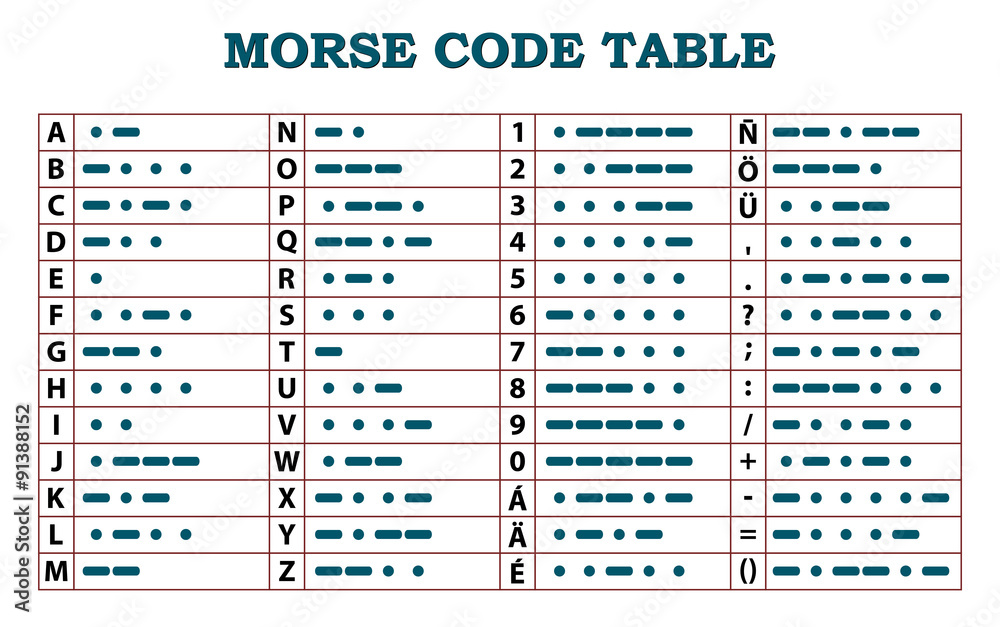 MORSE CODE TABLE
A • — N — • 1 • — — — — Ñ — — • — —
B — • • • O — — — 2 • • — — — Ö — — — •
C — • — • P • — — • 3 • • • — — Ü • • — —
D — • • Q — — • — 4 • • • • — , • • — • •
E • R • — • 5 • • • • • . • — • — • —
F • • — • S • • • 6 — • • • • ? • • — — • •
G — — • T — 7 — — • • • ; — • — • —
H • • • • U • • — 8 — — — • • : — — — • • •
I • • V • • • — 9 — — — — • / — • • — •
J • — — — W • — — 0 — — — — — + • — • — •
K — • — X — • • — Á • — — • — - — • • • • —
L • — • • Y — • — — Ä • — • — = — • • • —
M — — Z — — • • É • • — • • () — • — — • —
Adobe Stock | #91388152